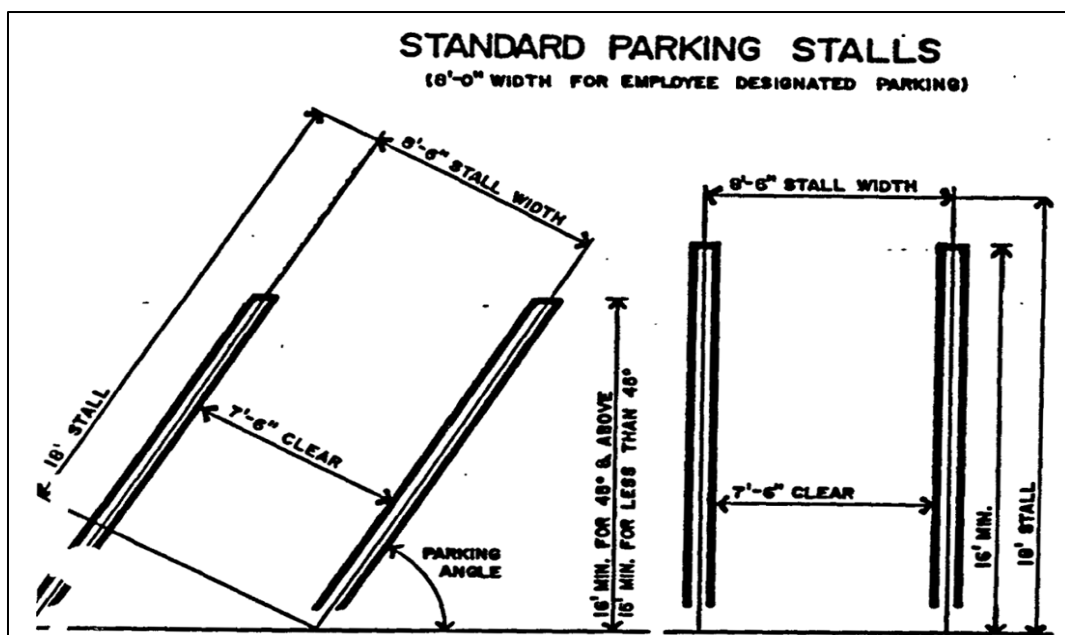 STANDARD PARKING STALLS
(8'-0" WIDTH FOR EMPLOYEE DESIGNATED PARKING)
8'-6" STALL WIDTH
8'-6" STALL WIDTH
18' STALL
7'-6" CLEAR
PARKING
ANGLE
16' MIN. FOR 45° & ABOVE
15' MIN. FOR LESS THAN 45°
7'-6" CLEAR
16' MIN.
18' STALL